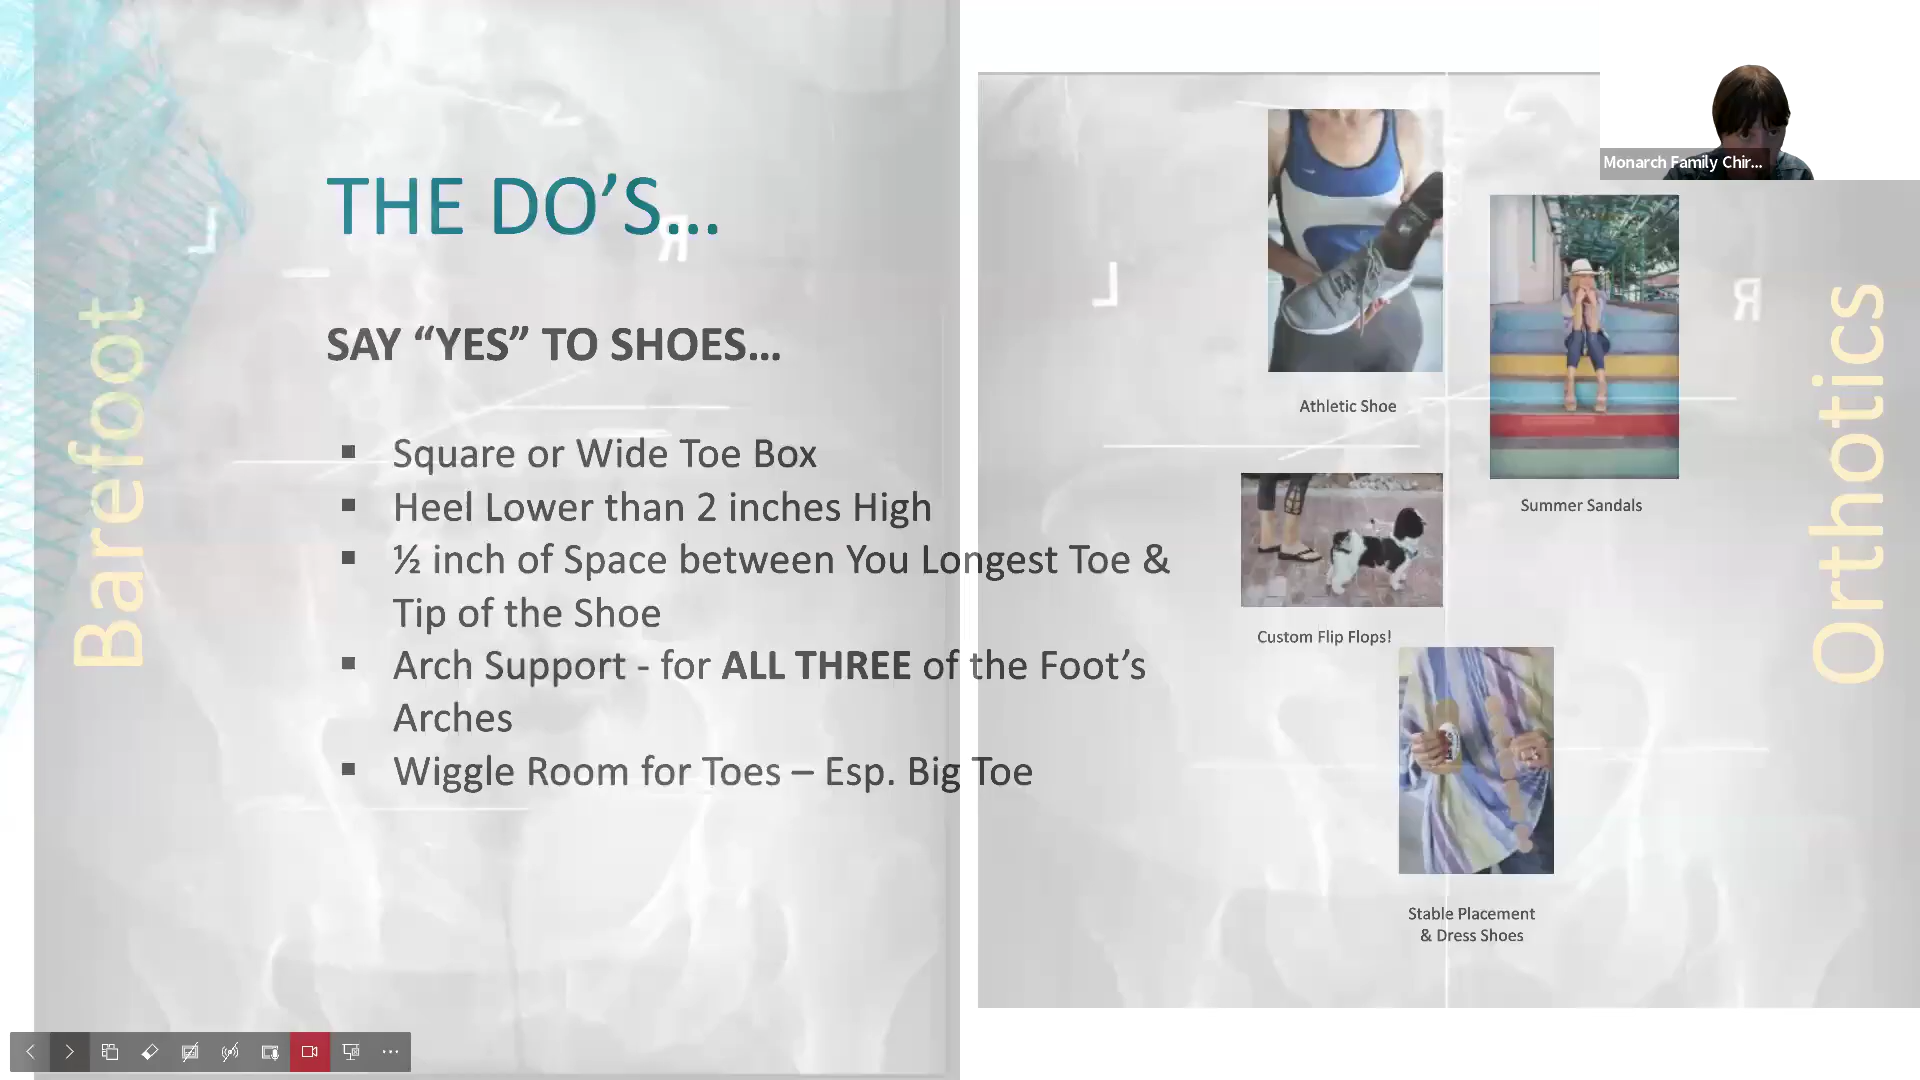 THE DO’S...
SAY “YES” TO SHOES...
▪ Square or Wide Toe Box
▪ Heel Lower than 2 inches High
▪ ½ inch of Space between You Longest Toe &
Tip of the Shoe
▪ Arch Support - for ALL THREE of the Foot’s
Arches
▪ Wiggle Room for Toes – Esp. Big Toe
Barefoot
L
R
Athletic Shoe
Summer Sandals
Custom Flip Flops!
Stable Placement
& Dress Shoes
L
R
Orthotics
Monarch Family Chir...